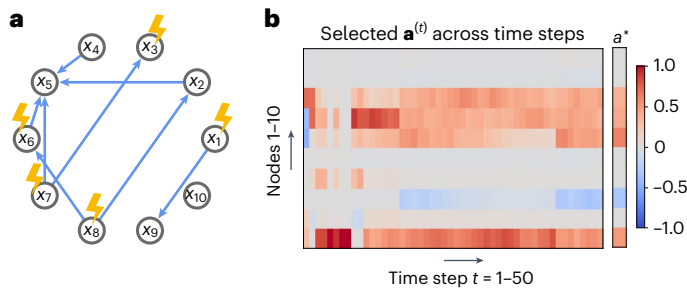 a
b
Selected a⁽ᵗ⁾ across time steps
a*
x₄
x₃
x₅
x₂
x₆
x₁
x₇
x₁₀
x₈
x₉
Nodes 1–10
1.0
0.5
0
−0.5
−1.0
Time step t = 1–50